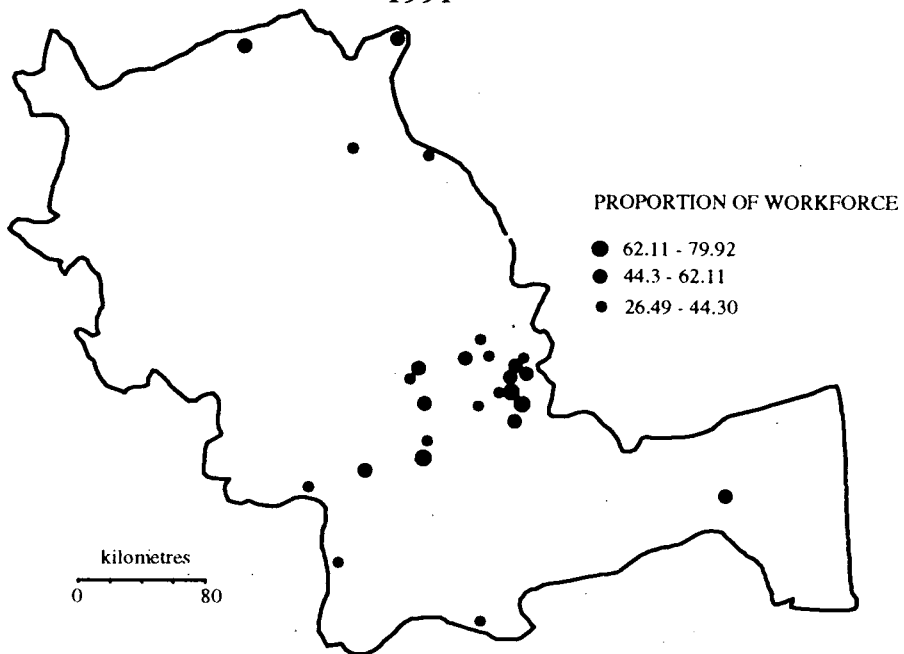 PROPORTION OF WORKFORCE
62.11 - 79.92
44.3 - 62.11
26.49 - 44.30
kilometres
0 80